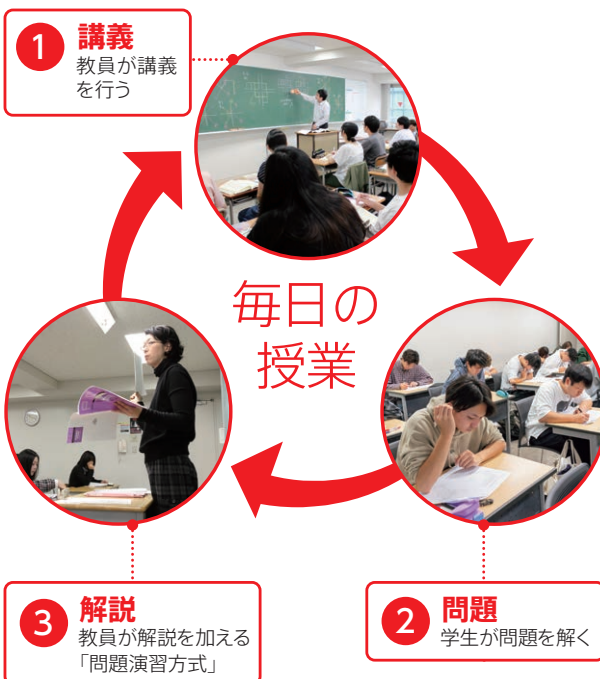 1 講義
教員が講義
を行う
毎日の
授業
3 解説
教員が解説を加える
「問題演習方式」
2 問題
学生が問題を解く